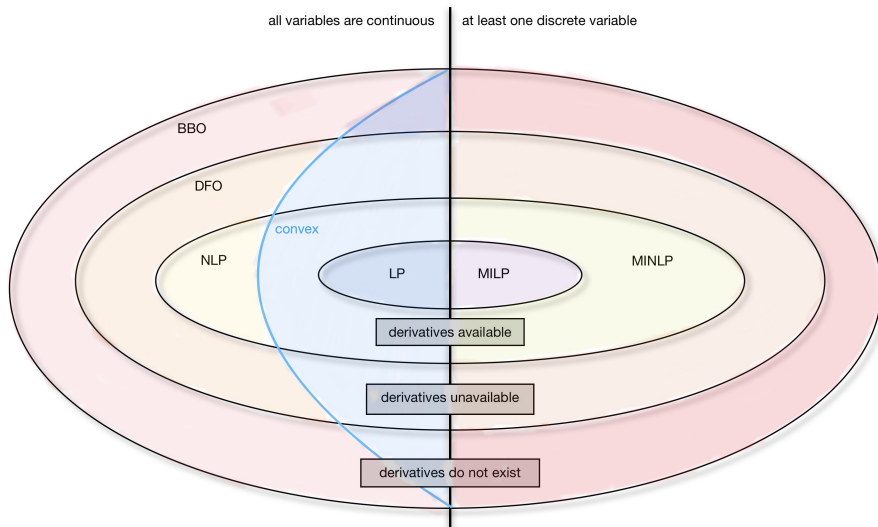 all variables are continuous
at least one discrete variable
BBO
DFO
convex
NLP
LP
MILP
MINLP
derivatives available
derivatives unavailable
derivatives do not exist